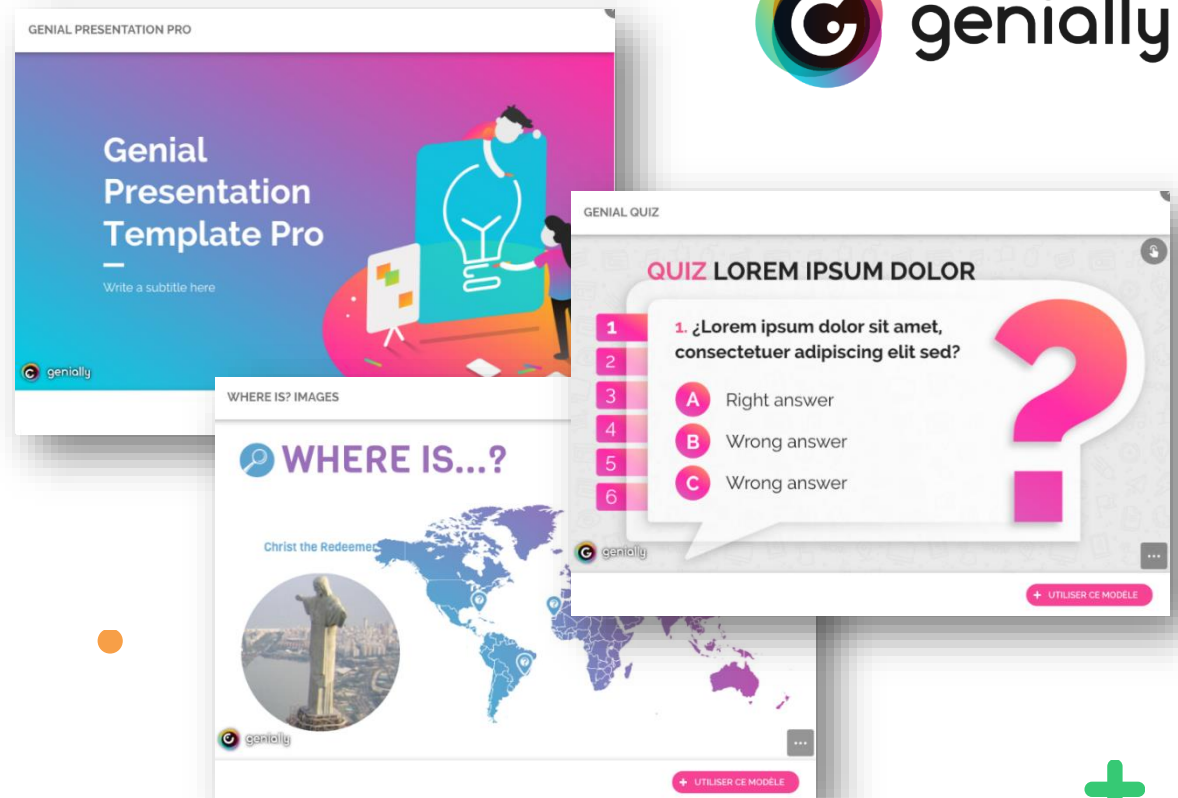 genially
GENIAL PRESENTATION PRO
Genial
Presentation
Template Pro
Write a subtitle here
genially
GENIAL QUIZ
QUIZ LOREM IPSUM DOLOR
1
2
3
4
5
6
1. ¿Lorem ipsum dolor sit amet,
consectetuer adipiscing elit sed?
A Right answer
B Wrong answer
C Wrong answer
genially
+ UTILISER CE MODÈLE
WHERE IS? IMAGES
WHERE IS...?
Christ the Redeemer
genially
+ UTILISER CE MODÈLE